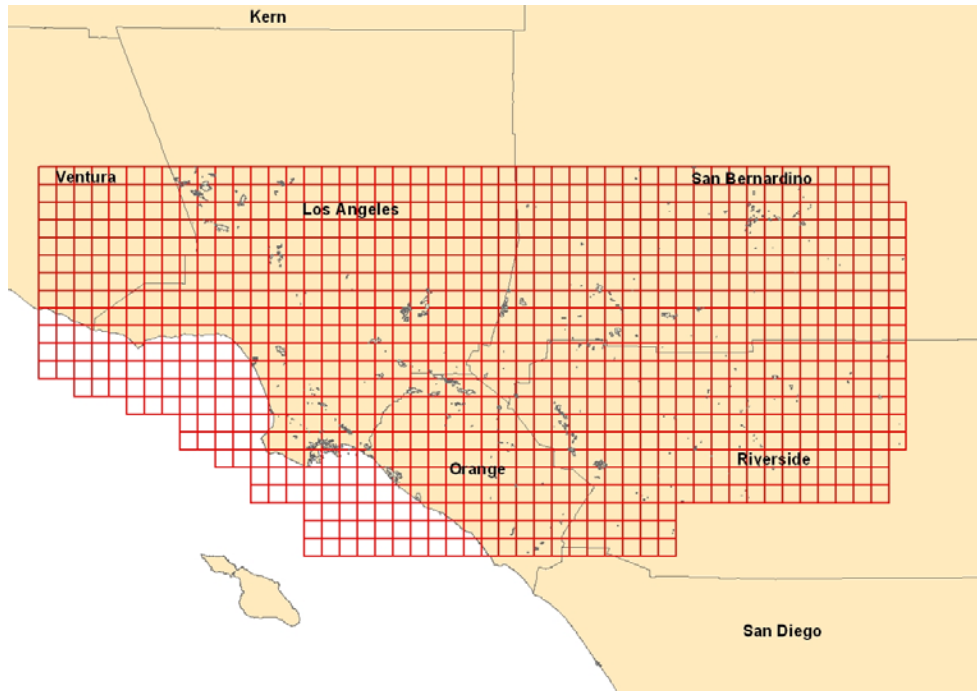 Kern
Ventura
San Bernardino
Los Angeles
Riverside
Orange
San Diego